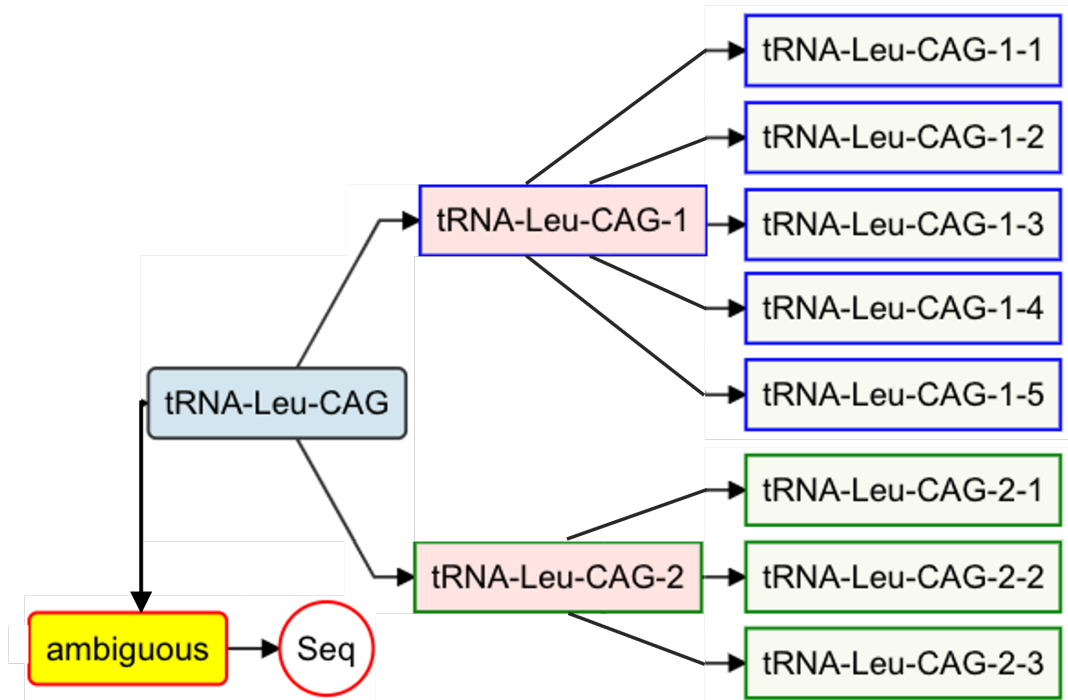 tRNA-Leu-CAG-1-1
tRNA-Leu-CAG-1-2
tRNA-Leu-CAG-1
tRNA-Leu-CAG-1-3
tRNA-Leu-CAG-1-4
tRNA-Leu-CAG
tRNA-Leu-CAG-1-5
tRNA-Leu-CAG-2-1
tRNA-Leu-CAG-2
tRNA-Leu-CAG-2-2
ambiguous
Seq
tRNA-Leu-CAG-2-3